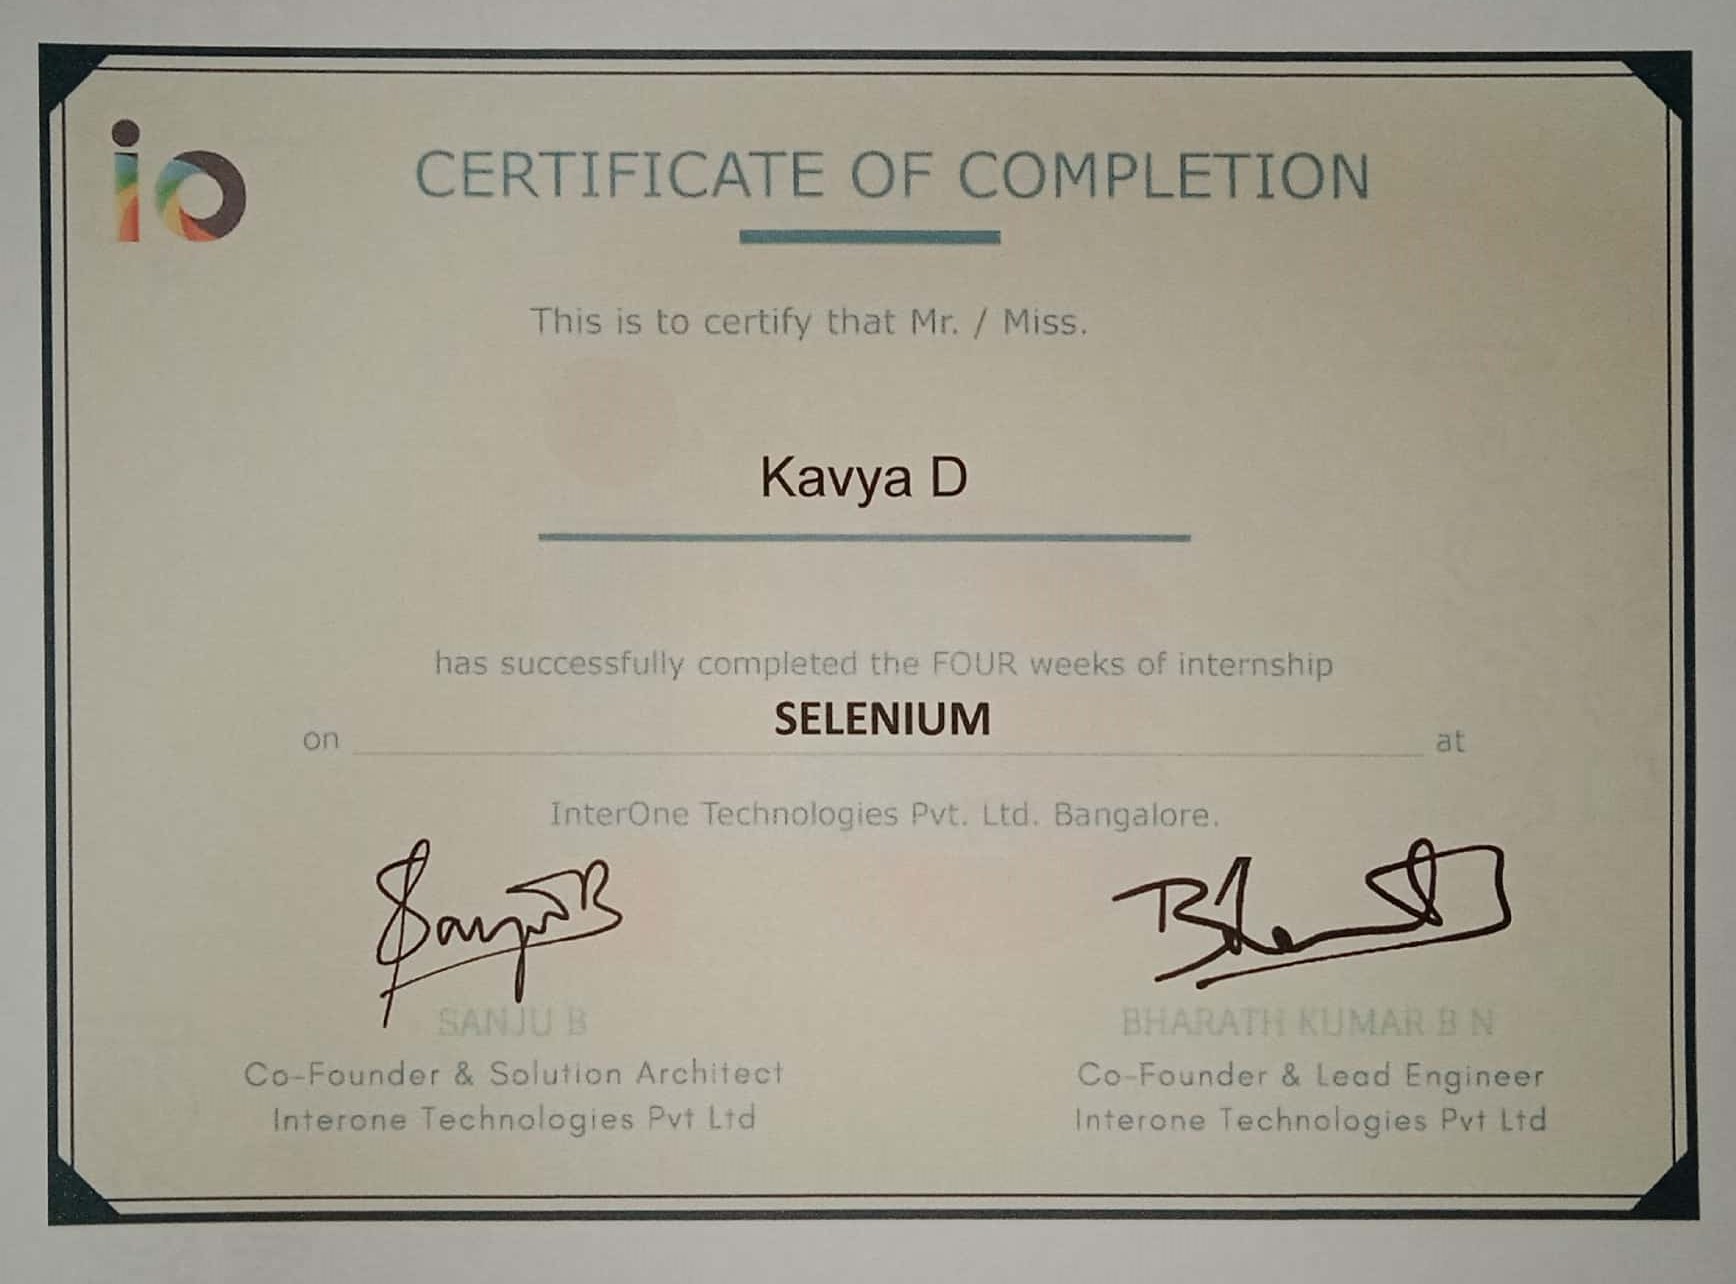 io
CERTIFICATE OF COMPLETION
This is to certify that Mr. / Miss.
Kavya D
has successfully completed the FOUR weeks of internship
on SELENIUM at
InterOne Technologies Pvt. Ltd. Bangalore.
Sanju B
SANJU B
Co-Founder & Solution Architect
Interone Technologies Pvt Ltd
BHARATH KUMAR B N
Co-Founder & Lead Engineer
Interone Technologies Pvt Ltd